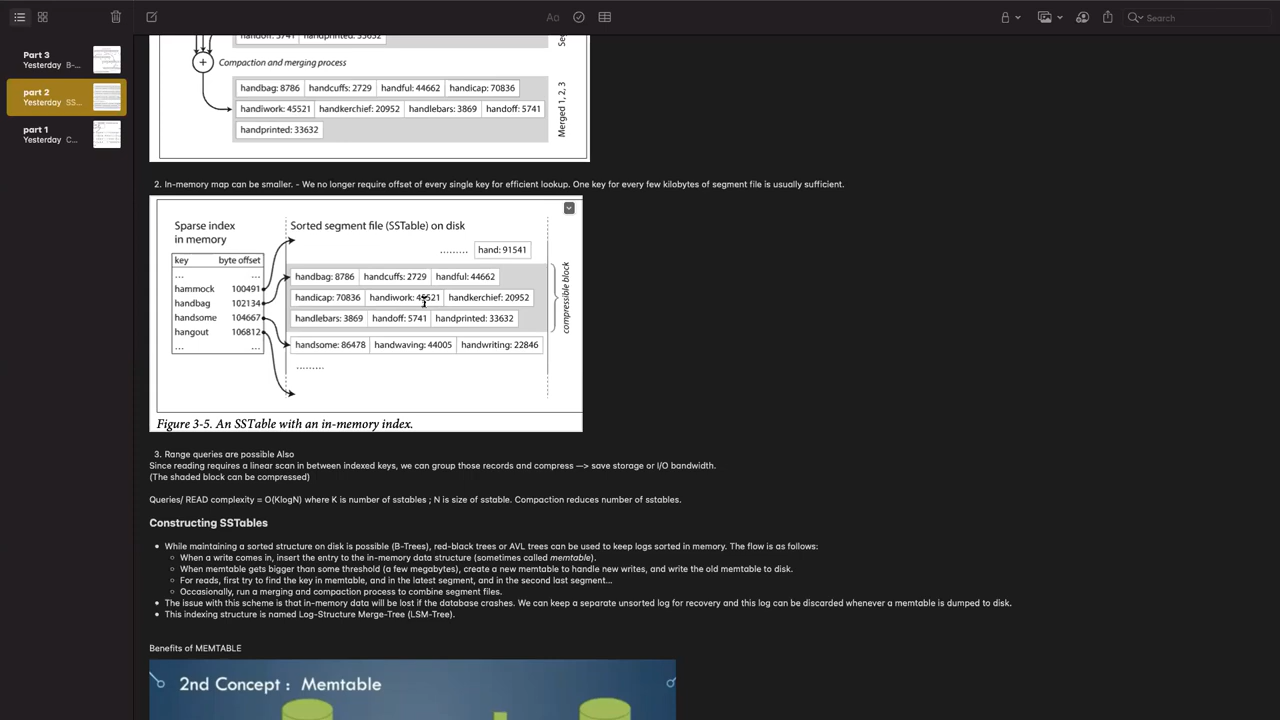 Search
Part 3
Yesterday B-...
part 2
Yesterday SS...
part 1
Yesterday C...
handoff: 5741 handprinted: 33632
Compaction and merging process
handbag: 8786 handcuffs: 2729 handful: 44662 handicap: 70836
handiwork: 45521 handkerchief: 20952 handlebars: 3869 handoff: 5741
handprinted: 33632
Merged 1, 2, 3
2. In-memory map can be smaller. - We no longer require offset of every single key for efficient lookup. One key for every few kilobytes of segment file is usually sufficient.
Sparse index
in memory
Sorted segment file (SSTable) on disk
key byte offset
... ...
hammock 100491
handbag 102134
handsome 104667
hangout 106812
... ...
......... hand: 91541
handbag: 8786 handcuffs: 2729 handful: 44662
handicap: 70836 handiwork: 45521 handkerchief: 20952
handlebars: 3869 handoff: 5741 handprinted: 33632
handsome: 86478 handwaving: 44005 handwriting: 22846
.........
compressible block
Figure 3-5. An SSTable with an in-memory index.
3. Range queries are possible Also
Since reading requires a linear scan in between indexed keys, we can group those records and compress —> save storage or I/O bandwidth.
(The shaded block can be compressed)
Queries/ READ complexity = O(KlogN) where K is number of sstables ; N is size of sstable. Compaction reduces number of sstables.
Constructing SSTables
• While maintaining a sorted structure on disk is possible (B-Trees), red-black trees or AVL trees can be used to keep logs sorted in memory. The flow is as follows:
◦ When a write comes in, insert the entry to the in-memory data structure (sometimes called memtable).
◦ When memtable gets bigger than some threshold (a few megabytes), create a new memtable to handle new writes, and write the old memtable to disk.
◦ For reads, first try to find the key in memtable, and in the latest segment, and in the second last segment...
◦ Occasionally, run a merging and compaction process to combine segment files.
• The issue with this scheme is that in-memory data will be lost if the database crashes. We can keep a separate unsorted log for recovery and this log can be discarded whenever a memtable is dumped to disk.
• This indexing structure is named Log-Structure Merge-Tree (LSM-Tree).
Benefits of MEMTABLE
2nd Concept : Memtable